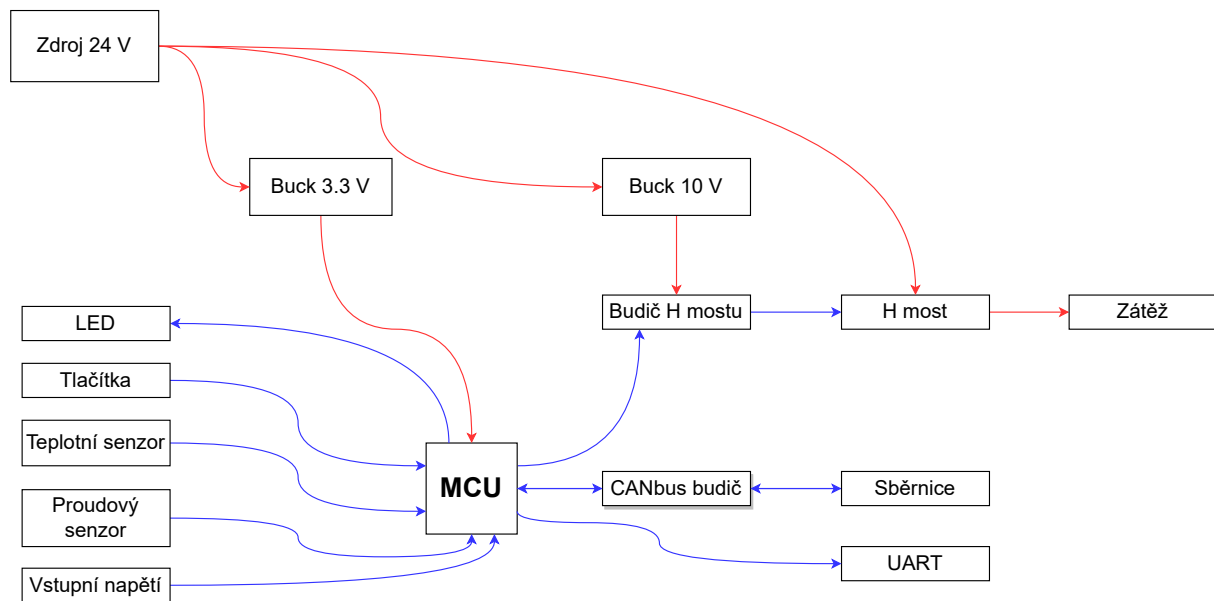 Zdroj 24 V
Buck 3.3 V
Buck 10 V
LED
Budič H mostu
H most
Zátěž
Tlačítka
Teplotní senzor
MCU
CANbus budič
Sběrnice
Proudový
senzor
UART
Vstupní napětí